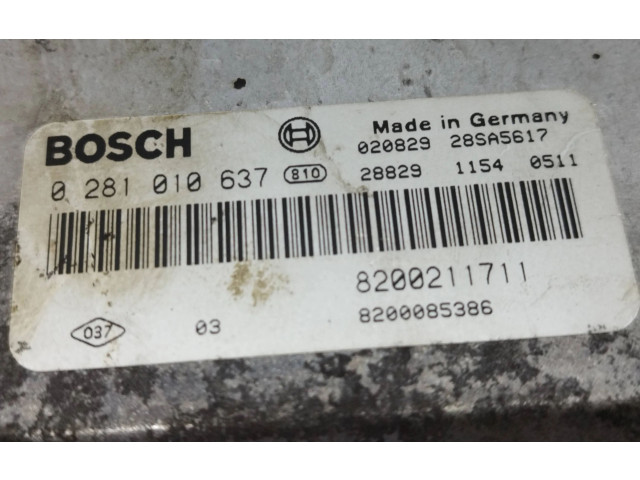 BOSCH
Made in Germany
020829 28SA5617
0 281 010 637 810 28829 1154 0511
8200211711
037 03 8200085386